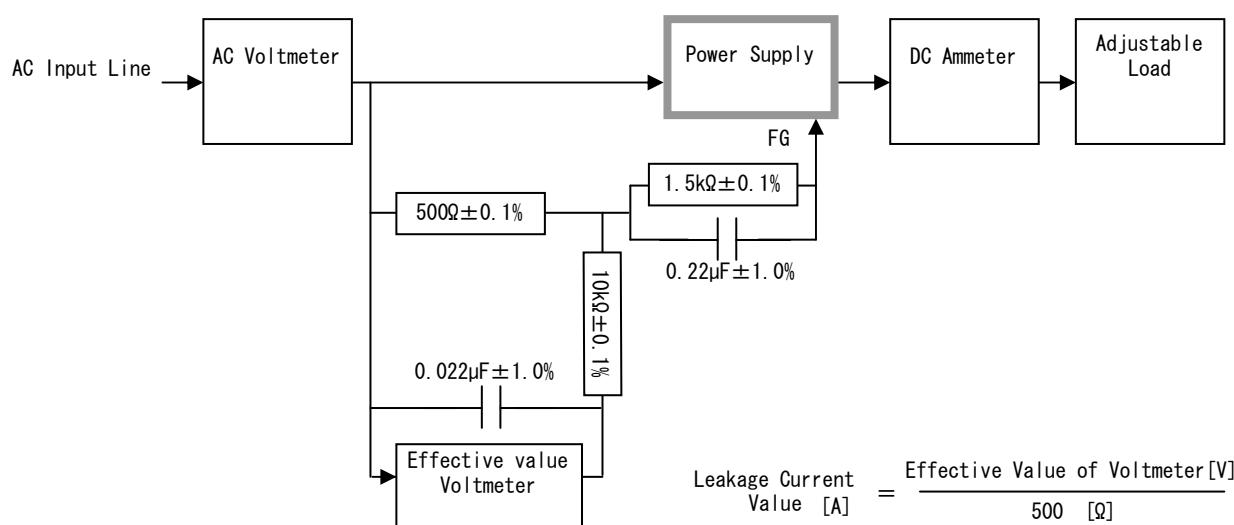 AC Input Line
AC Voltmeter
Power Supply
DC Ammeter
Adjustable
Load
FG
1.5kΩ±0.1%
500Ω±0.1%
0.22μF±1.0%
10kΩ±0.1%
0.022μF±1.0%
Effective value
Voltmeter
Leakage Current
Value [A]
=
Effective Value of Voltmeter[V]
500 [Ω]